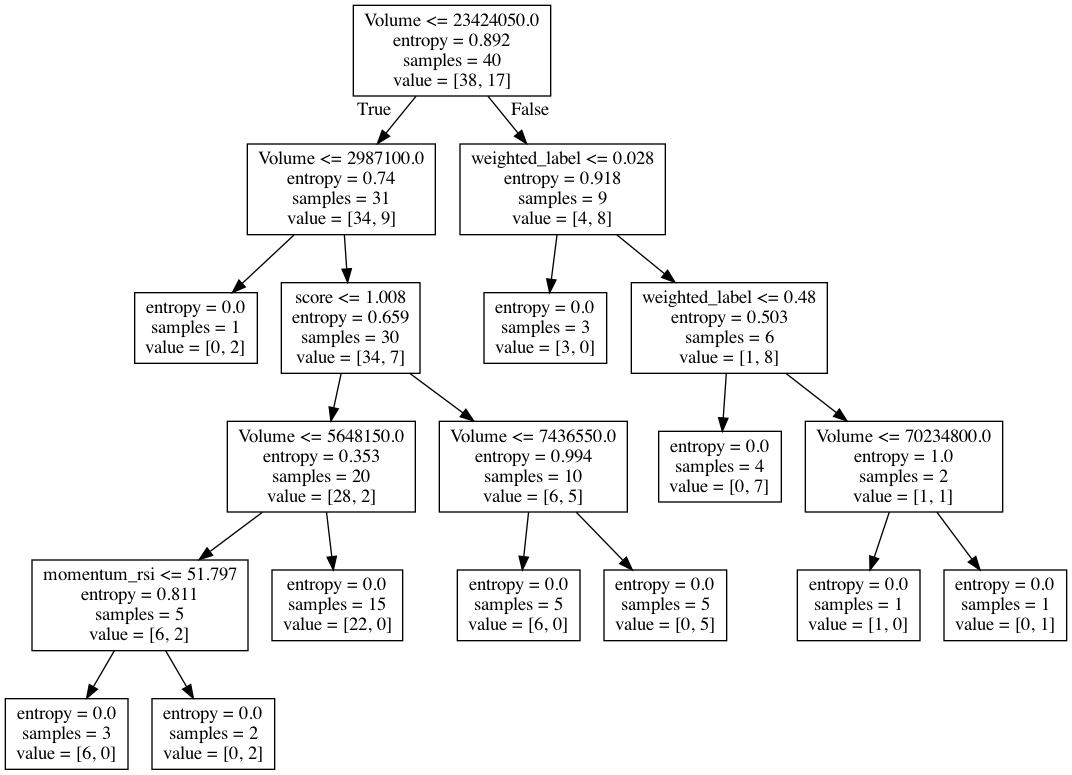 Volume <= 23424050.0
entropy = 0.892
samples = 40
value = [38, 17]
True
False
Volume <= 2987100.0
entropy = 0.74
samples = 31
value = [34, 9]
weighted_label <= 0.028
entropy = 0.918
samples = 9
value = [4, 8]
entropy = 0.0
samples = 1
value = [0, 2]
score <= 1.008
entropy = 0.659
samples = 30
value = [34, 7]
entropy = 0.0
samples = 3
value = [3, 0]
weighted_label <= 0.48
entropy = 0.503
samples = 6
value = [1, 8]
Volume <= 5648150.0
entropy = 0.353
samples = 20
value = [28, 2]
Volume <= 7436550.0
entropy = 0.994
samples = 10
value = [6, 5]
entropy = 0.0
samples = 4
value = [0, 7]
Volume <= 70234800.0
entropy = 1.0
samples = 2
value = [1, 1]
momentum_rsi <= 51.797
entropy = 0.811
samples = 5
value = [6, 2]
entropy = 0.0
samples = 15
value = [22, 0]
entropy = 0.0
samples = 5
value = [6, 0]
entropy = 0.0
samples = 5
value = [0, 5]
entropy = 0.0
samples = 1
value = [1, 0]
entropy = 0.0
samples = 1
value = [0, 1]
entropy = 0.0
samples = 3
value = [6, 0]
entropy = 0.0
samples = 2
value = [0, 2]